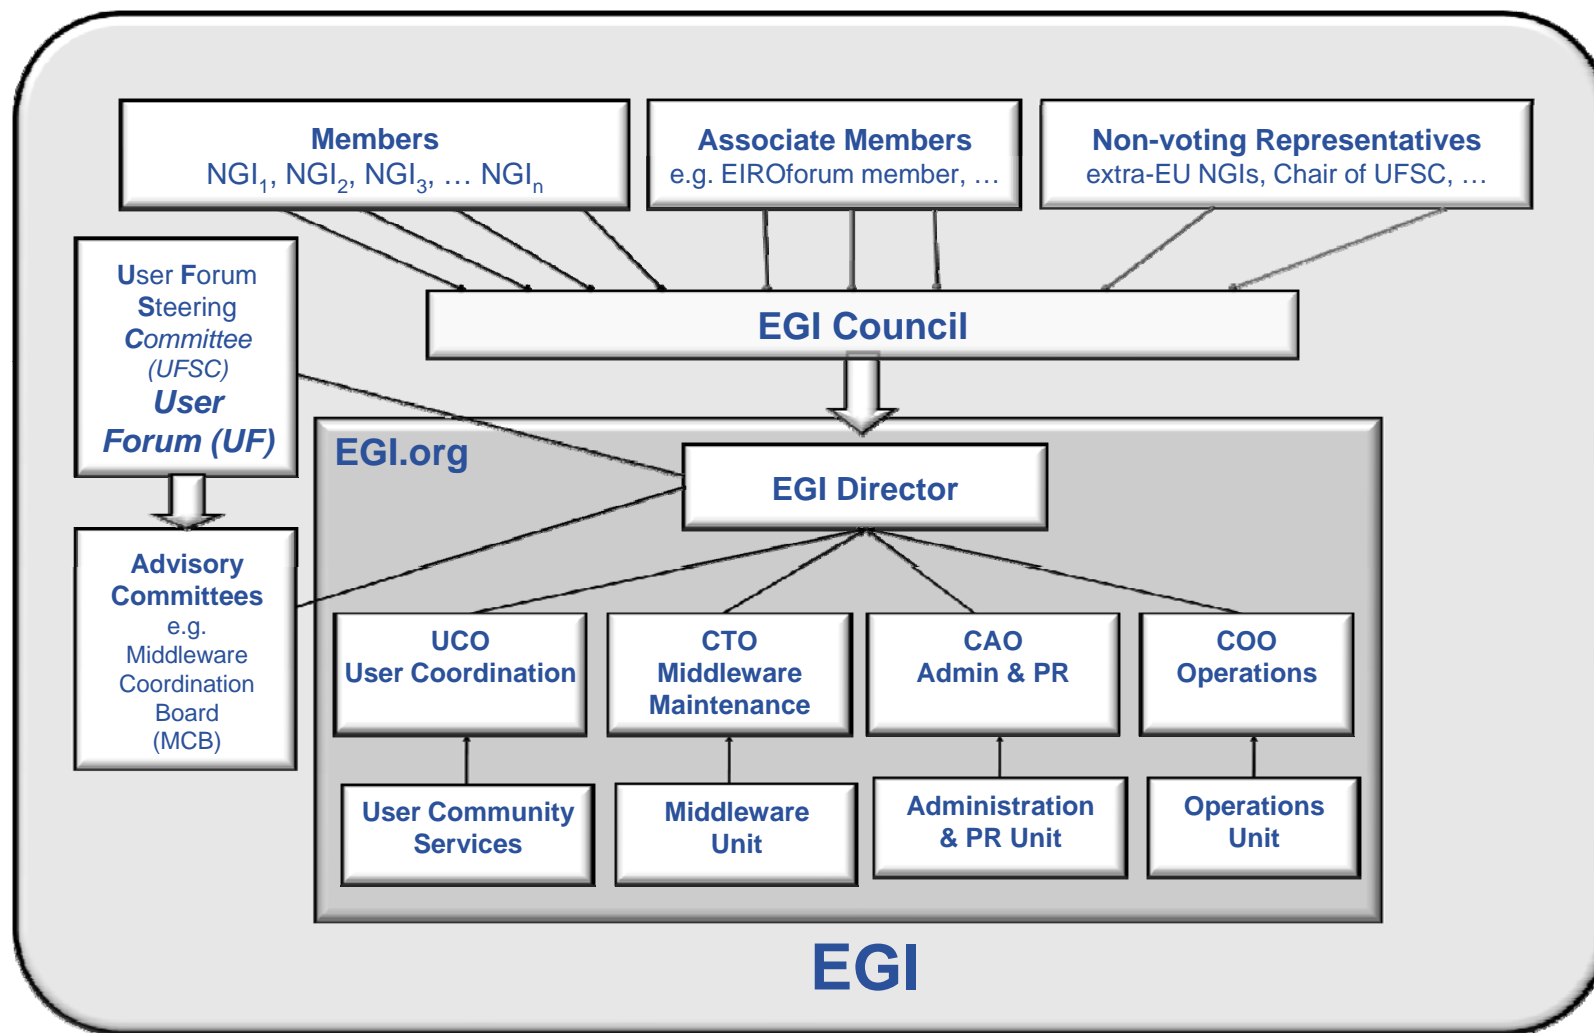 Members
NGI₁, NGI₂, NGI₃, … NGIₙ
Associate Members
e.g. EIROforum member, …
Non-voting Representatives
extra-EU NGIs, Chair of UFSC, …
User Forum
Steering
Committee
(UFSC)
User
Forum (UF)
EGI Council
EGI.org
EGI Director
Advisory
Committees
e.g.
Middleware
Coordination
Board
(MCB)
UCO
User Coordination
CTO
Middleware
Maintenance
CAO
Admin & PR
COO
Operations
User Community
Services
Middleware
Unit
Administration
& PR Unit
Operations
Unit
EGI